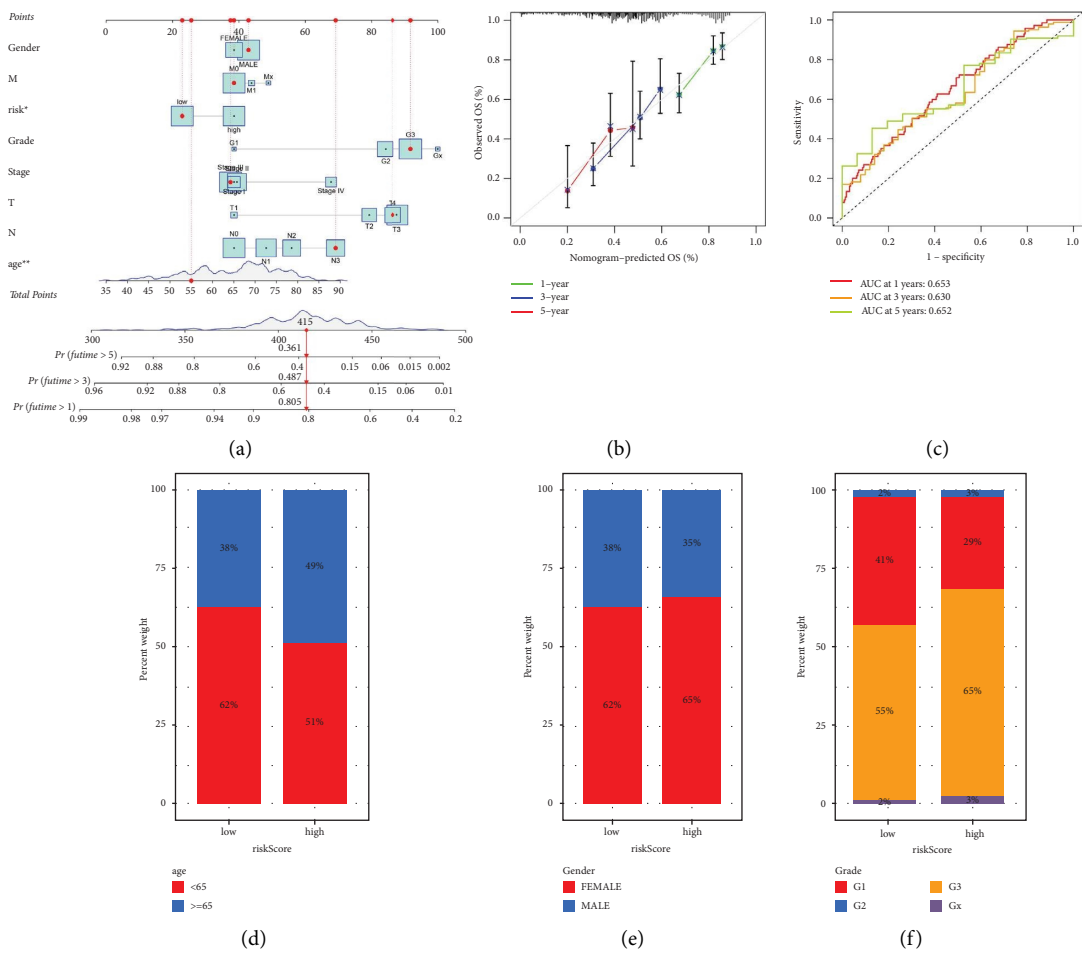 Points
0 20 40 60 80 100
Gender
FEMALE
MALE
M
M0
M1
Mx
risk*
low
high
Grade
G1
G2
G3
Gx
Stage
Stage III
Stage II
Stage I
Stage IV
T
T1
T2
T3
N
N0
N1
N2
N3
age**
35 40 45 50 55 60 65 70 75 80 85 90
Total Points
415
300 350 400 450 500
0.361
Pr (futime > 5)
0.92 0.88 0.8 0.6 0.4 0.15 0.06 0.015 0.002
0.487
Pr (futime > 3)
0.96 0.92 0.88 0.8 0.6 0.4 0.15 0.06 0.01
0.805
Pr (futime > 1)
0.99 0.98 0.97 0.94 0.9 0.8 0.6 0.4 0.2
(a)
Observed OS (%)
1.0
0.8
0.6
0.4
0.2
0.0
0.0 0.2 0.4 0.6 0.8 1.0
Nomogram-predicted OS (%)
1-year
3-year
5-year
(b)
Sensitivity
1.0
0.8
0.6
0.4
0.2
0.0
0.0 0.2 0.4 0.6 0.8 1.0
1 - specificity
AUC at 1 years: 0.653
AUC at 3 years: 0.630
AUC at 5 years: 0.652
(c)
Percent weight
100
75
50
25
0
38%
49%
62%
51%
low high
riskScore
age
<65
>=65
(d)
Percent weight
100
75
50
25
0
38%
35%
62%
65%
low high
riskScore
Gender
FEMALE
MALE
(e)
Percent weight
100
75
50
25
0
2%
3%
41%
29%
55%
65%
2%
3%
low high
riskScore
Grade
G1 G3
G2 Gx
(f)